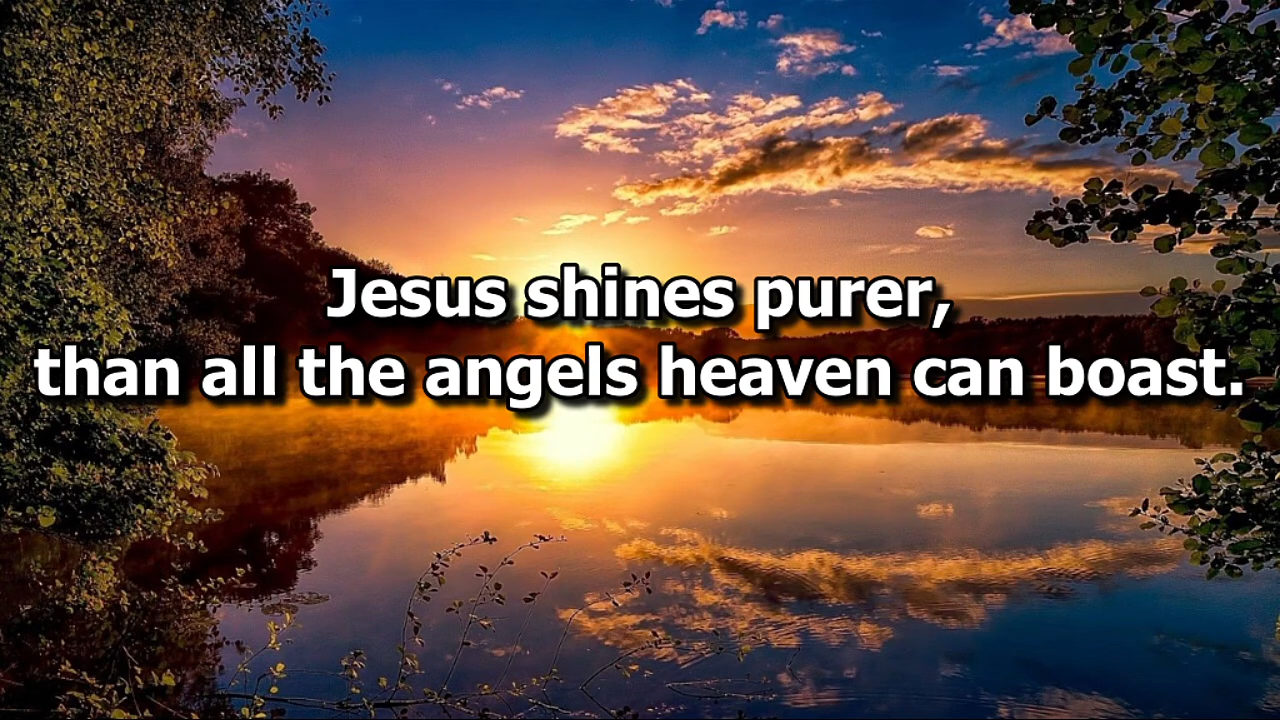 Jesus shines purer,
than all the angels heaven can boast.